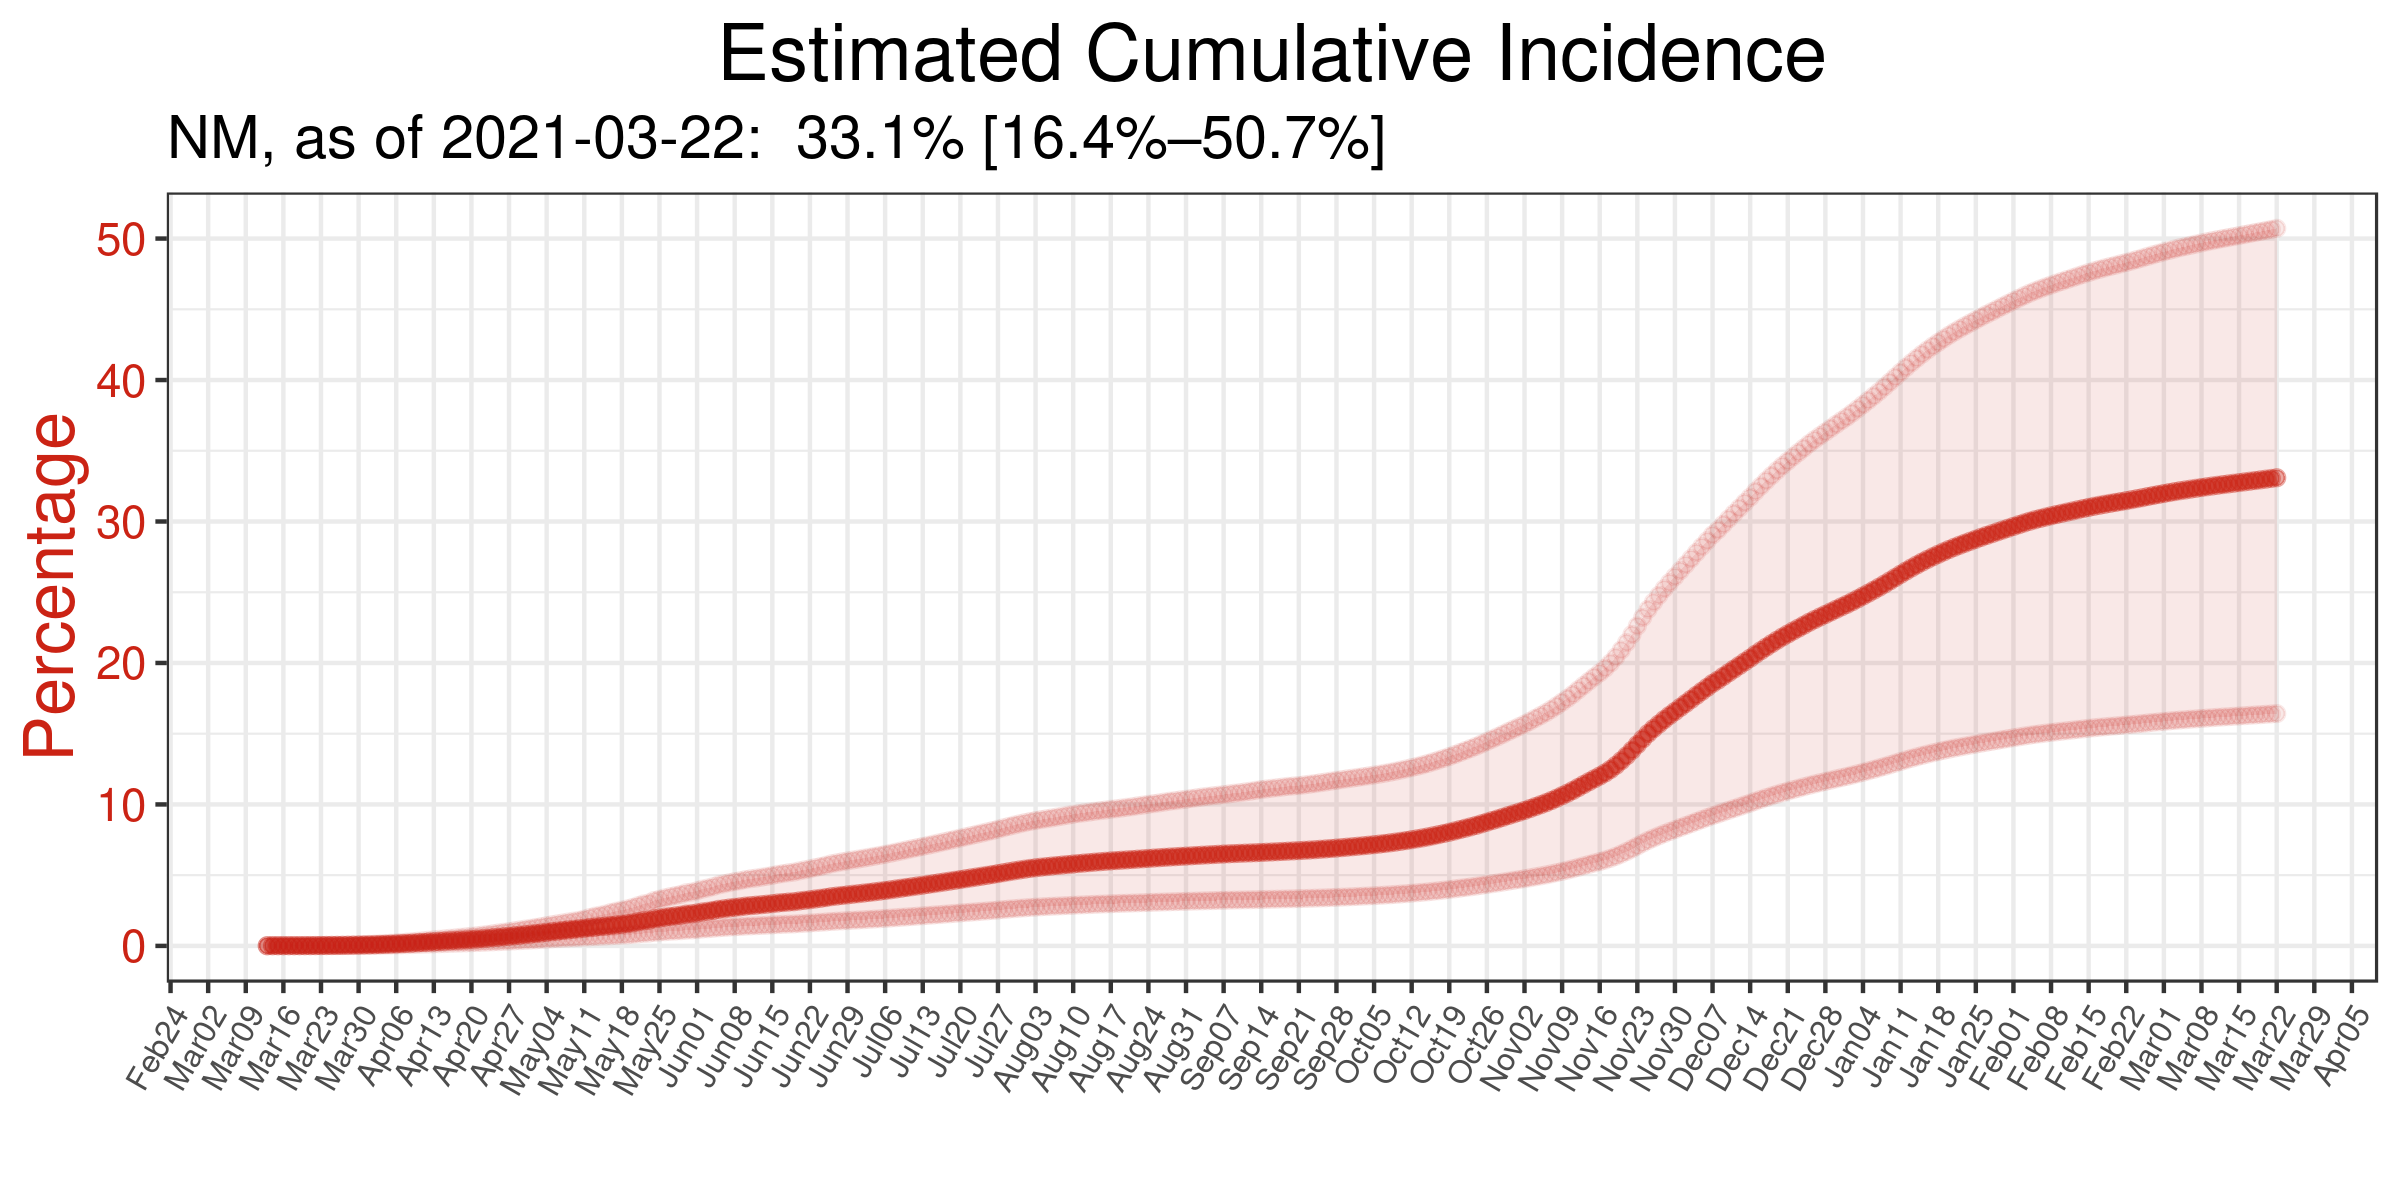 Estimated Cumulative Incidence
NM, as of 2021-03-22:  33.1% [16.4%–50.7%]
Percentage
50
40
30
20
10
0
Feb24
Mar02
Mar09
Mar16
Mar23
Mar30
Apr06
Apr13
Apr20
Apr27
May04
May11
May18
May25
Jun01
Jun08
Jun15
Jun22
Jun29
Jul06
Jul13
Jul20
Jul27
Aug03
Aug10
Aug17
Aug24
Aug31
Sep07
Sep14
Sep21
Sep28
Oct05
Oct12
Oct19
Oct26
Nov02
Nov09
Nov16
Nov23
Nov30
Dec07
Dec14
Dec21
Dec28
Jan04
Jan11
Jan18
Jan25
Feb01
Feb08
Feb15
Feb22
Mar01
Mar08
Mar15
Mar22
Mar29
Apr05